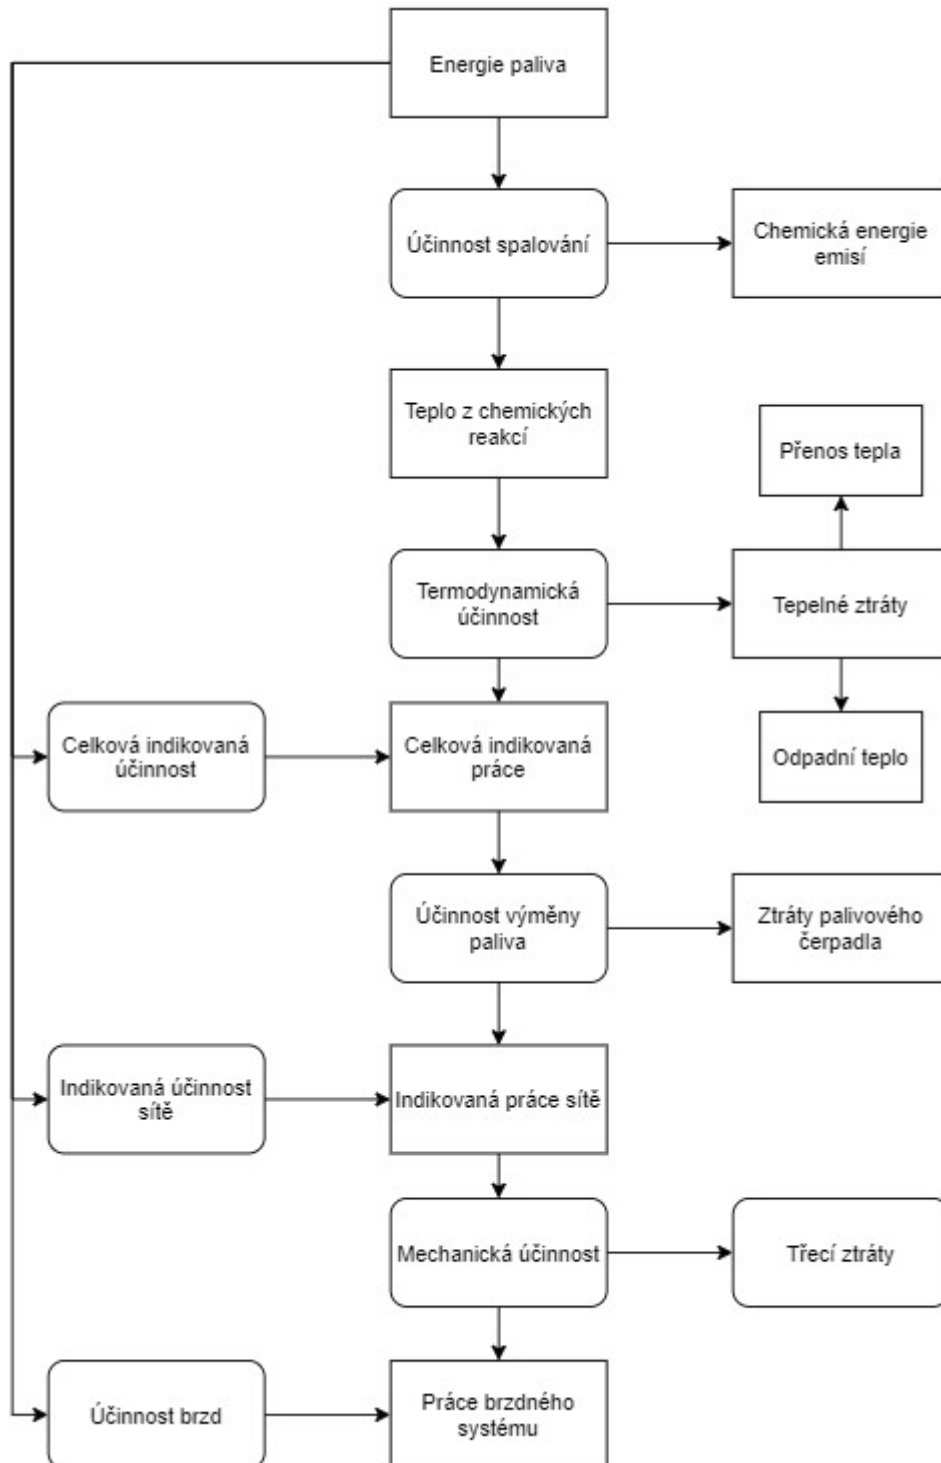 Energie paliva
Účinnost spalování
Chemická energie
emisí
Teplo z chemických
reakcí
Přenos tepla
Termodynamická
účinnost
Tepelné ztráty
Celková indikovaná
účinnost
Celková indikovaná
práce
Odpadní teplo
Účinnost výměny
paliva
Ztráty palivového
čerpadla
Indikovaná účinnost
sítě
Indikovaná práce sítě
Mechanická účinnost
Třecí ztráty
Účinnost brzd
Práce brzdného
systému